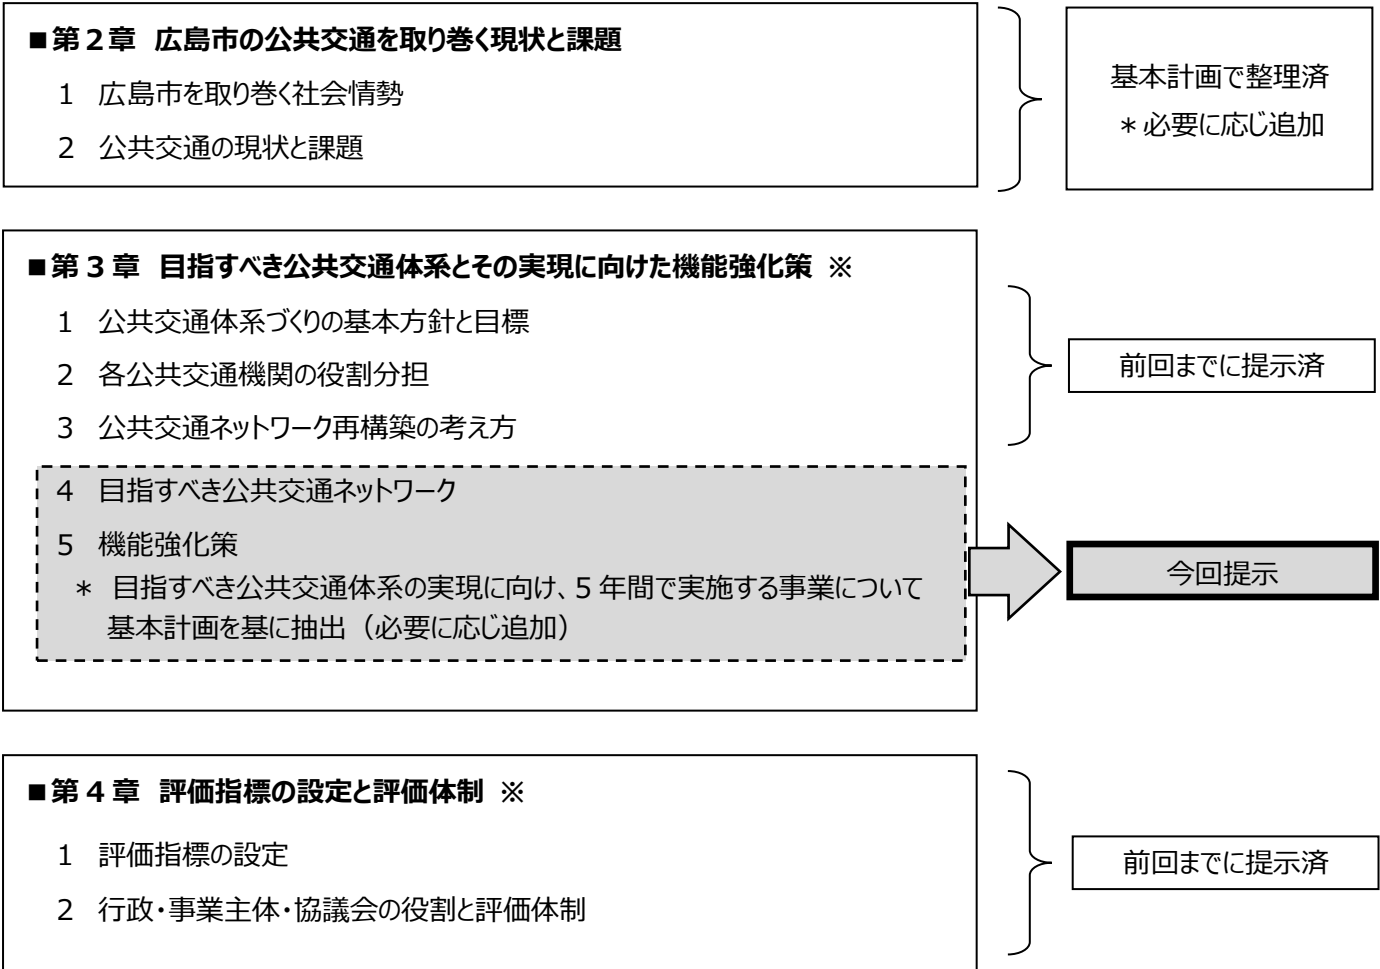 ■第２章 広島市の公共交通を取り巻く現状と課題
1 広島市を取り巻く社会情勢
2 公共交通の現状と課題
基本計画で整理済
＊必要に応じ追加
■第３章 目指すべき公共交通体系とその実現に向けた機能強化策 ※
1 公共交通体系づくりの基本方針と目標
2 各公共交通機関の役割分担
3 公共交通ネットワーク再構築の考え方
前回までに提示済
4 目指すべき公共交通ネットワーク
5 機能強化策
＊ 目指すべき公共交通体系の実現に向け、5年間で実施する事業について
基本計画を基に抽出（必要に応じ追加）
今回提示
■第４章 評価指標の設定と評価体制 ※
1 評価指標の設定
2 行政・事業主体・協議会の役割と評価体制
前回までに提示済